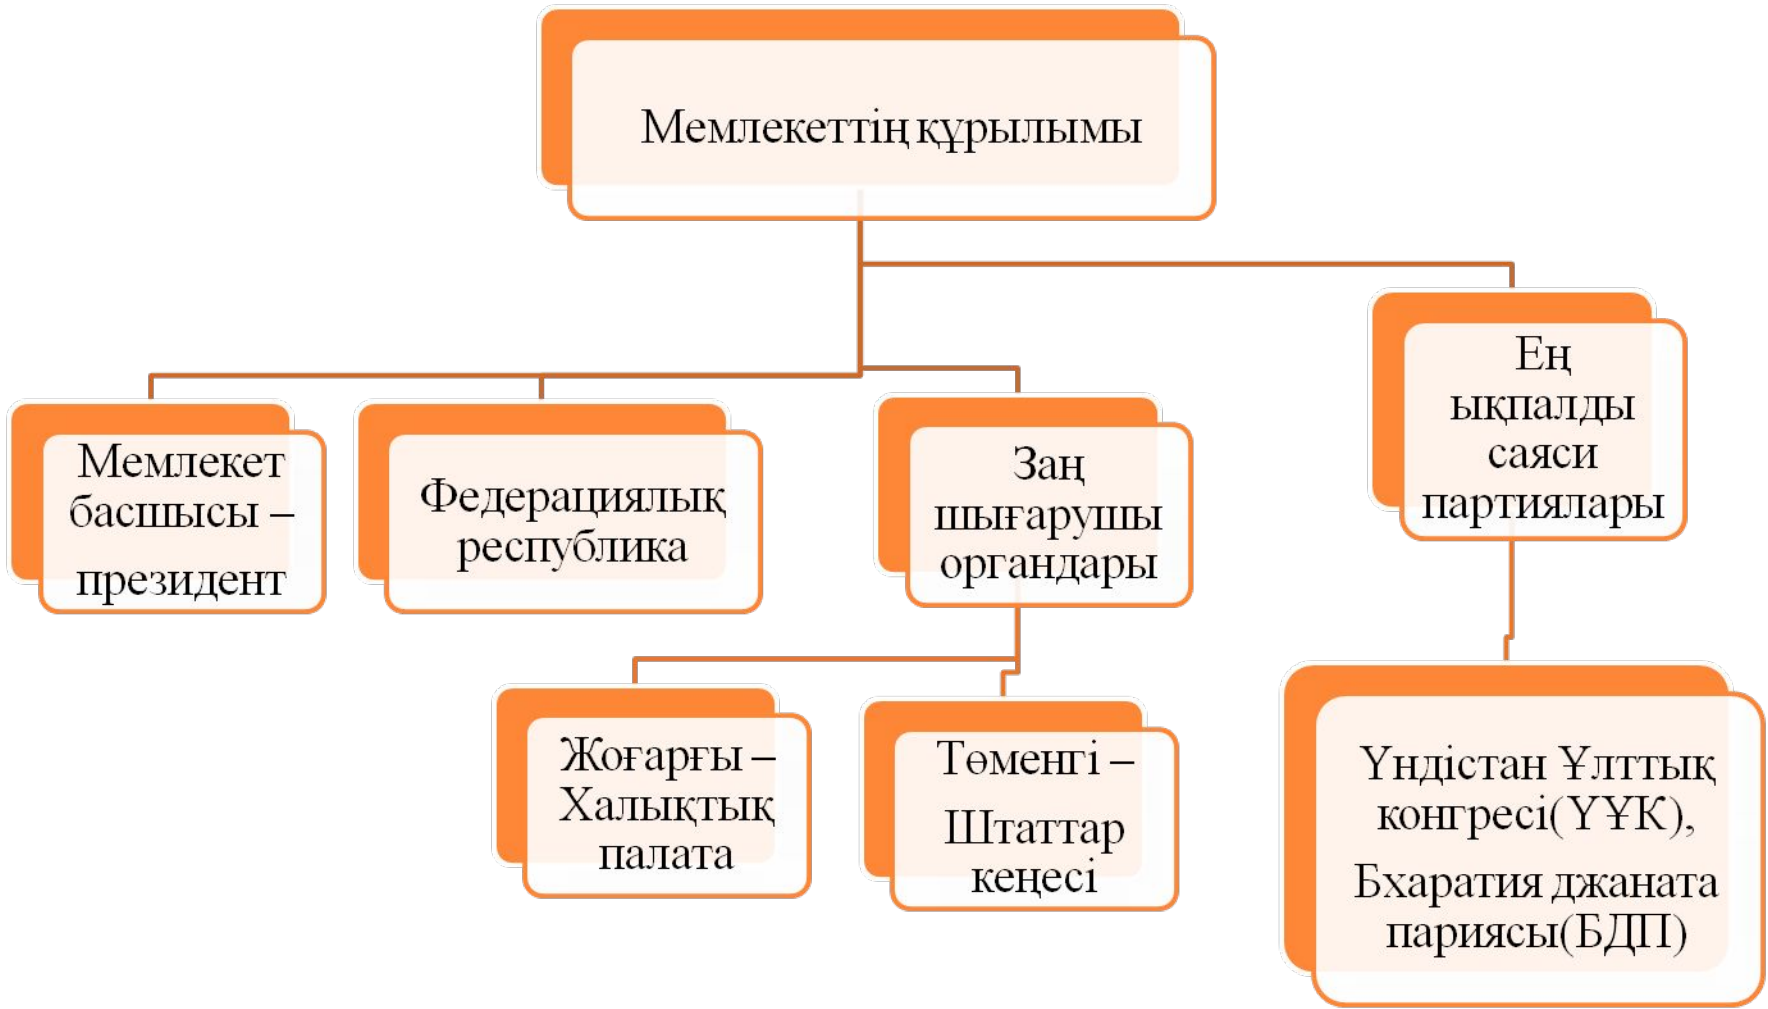 Мемлекеттің құрылымы
Мемлекет
басшысы –
президент
Федерациялық
республика
Заң
шығарушы
органдары
Ең
ықпалды
саяси
партиялары
Жоғарғы –
Халықтық
палата
Төменгі –
Штаттар
кеңесі
Үндістан Ұлттық
конгресі(ҮҰК),
Бхаратия джаната
париясы(БДП)